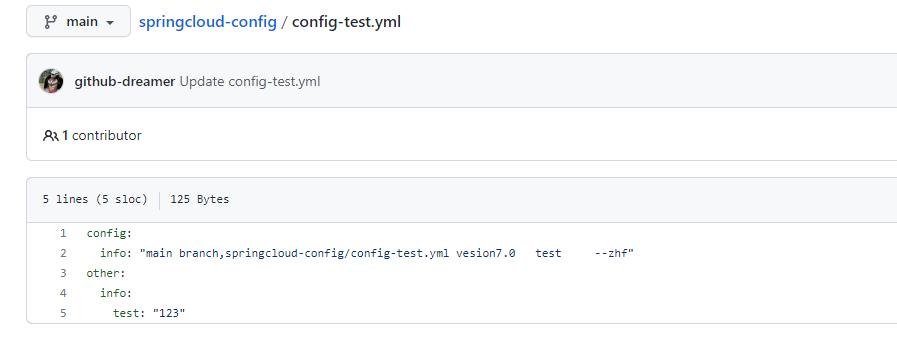 main springcloud-config / config-test.yml
github-dreamer Update config-test.yml
1 contributor
5 lines (5 sloc) 125 Bytes
1 config:
2   info: "main branch,springcloud-config/config-test.yml vesion7.0   test     --zhf"
3 other:
4   info:
5     test: "123"